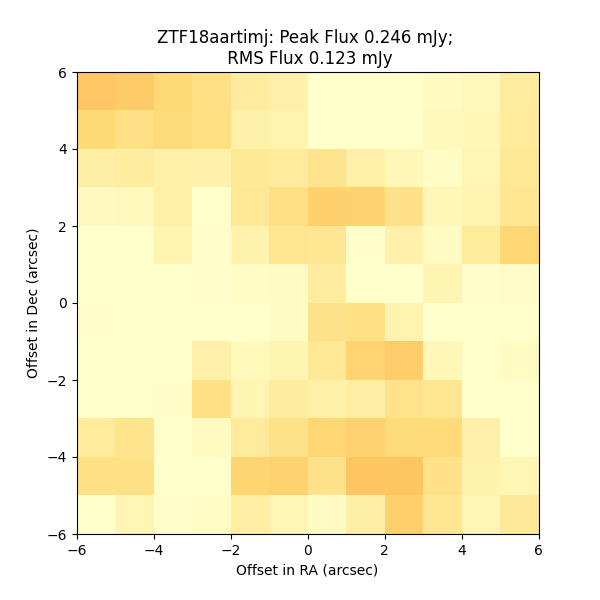 ZTF18aartimj: Peak Flux 0.246 mJy;
RMS Flux 0.123 mJy
6
4
2
0
−2
−4
−6
Offset in Dec (arcsec)
−6 −4 −2 0 2 4 6
Offset in RA (arcsec)